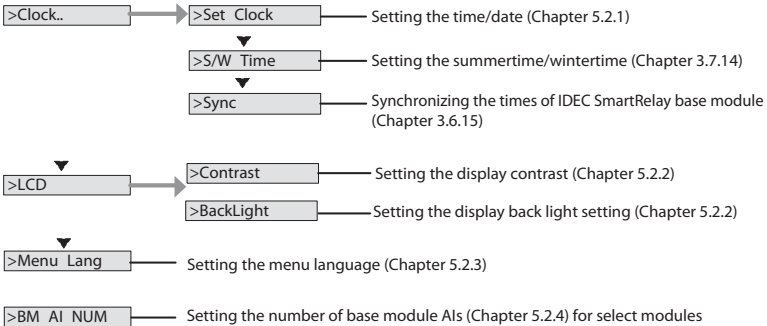 >Clock..
>Set Clock
Setting the time/date (Chapter 5.2.1)
>S/W Time
Setting the summertime/wintertime (Chapter 3.7.14)
>Sync
Synchronizing the times of IDEC SmartRelay base module
(Chapter 3.6.15)
>LCD
>Contrast
Setting the display contrast (Chapter 5.2.2)
>BackLight
Setting the display back light setting (Chapter 5.2.2)
>Menu Lang
Setting the menu language (Chapter 5.2.3)
>BM AI NUM
Setting the number of base module AIs (Chapter 5.2.4) for select modules